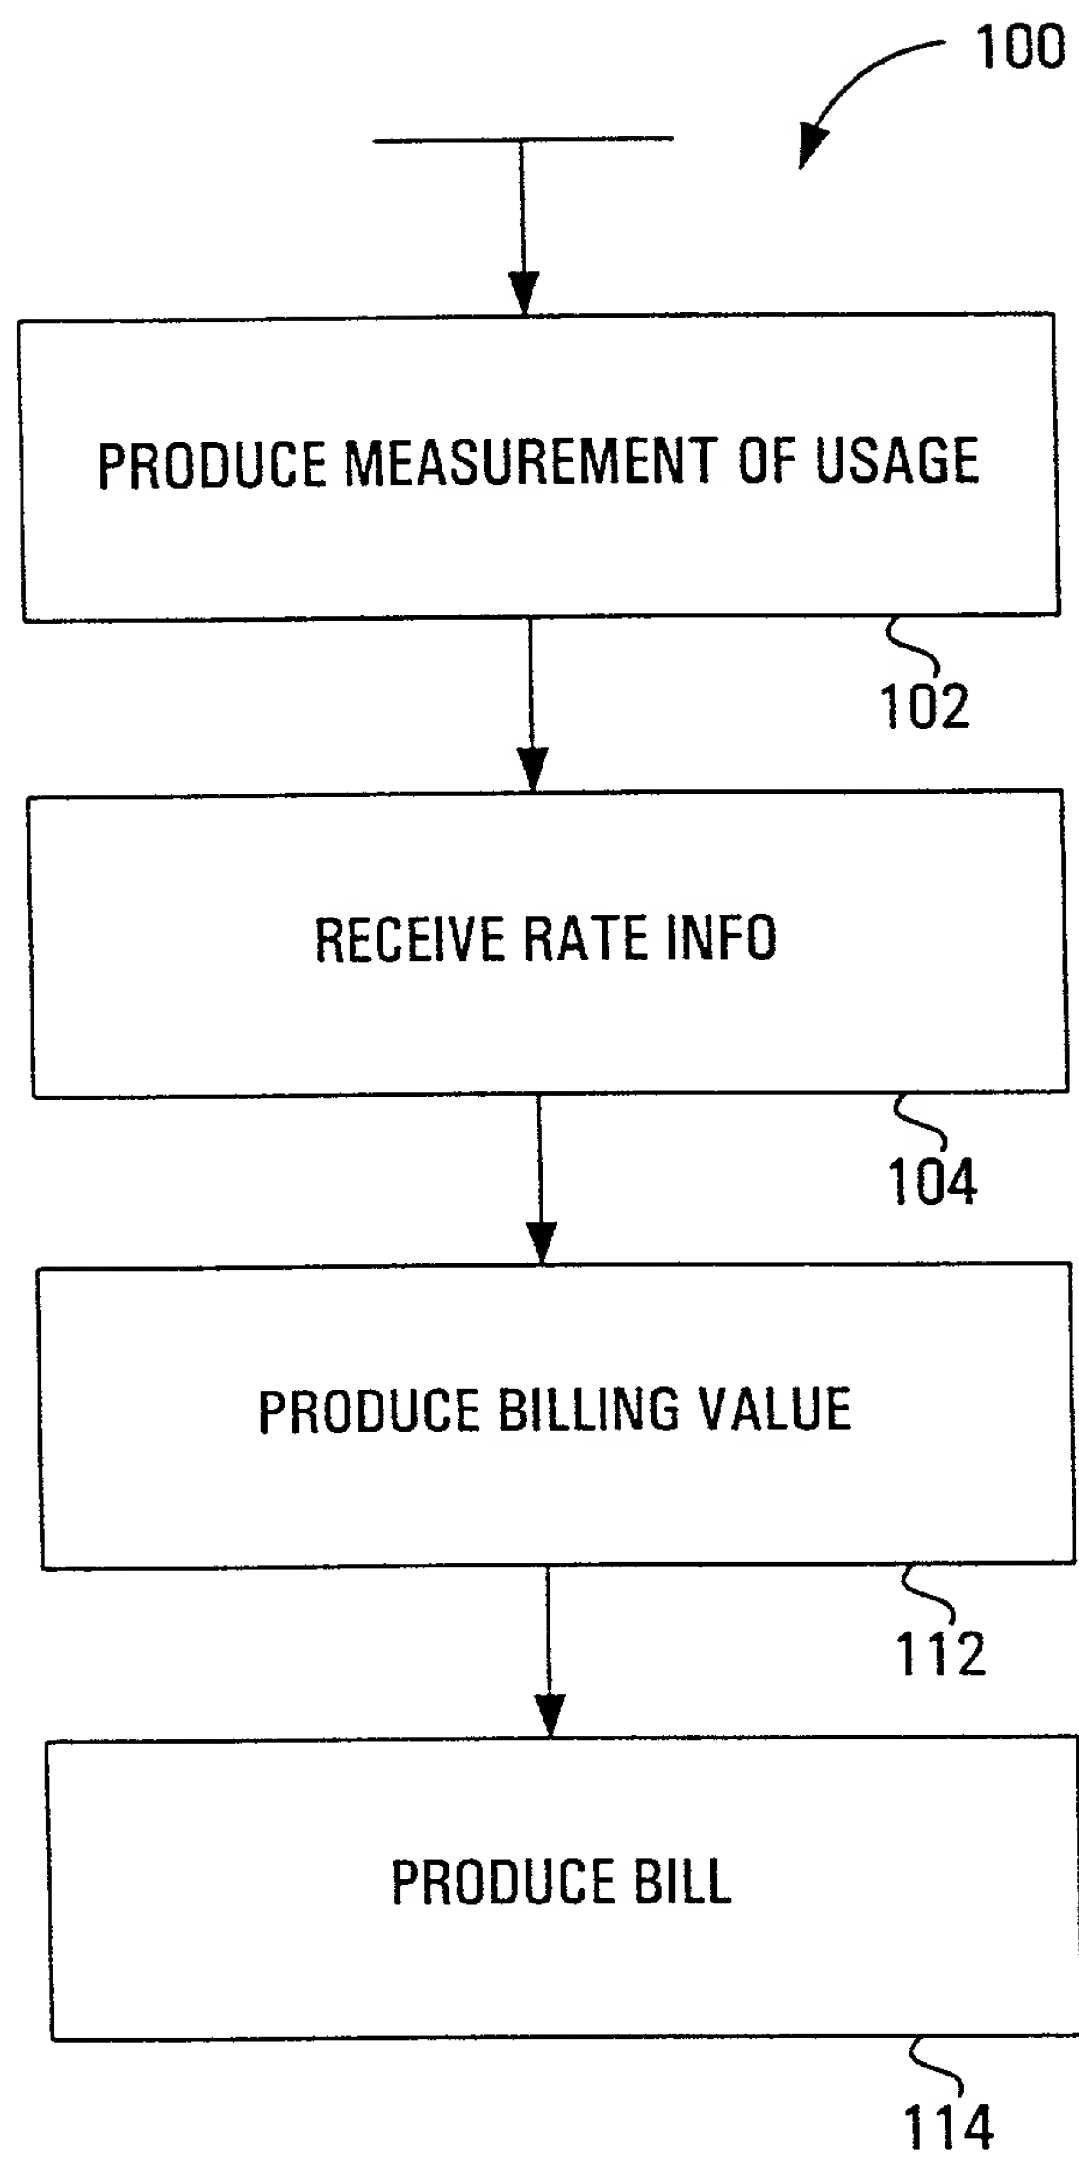 100
PRODUCE MEASUREMENT OF USAGE
102
RECEIVE RATE INFO
104
PRODUCE BILLING VALUE
112
PRODUCE BILL
114